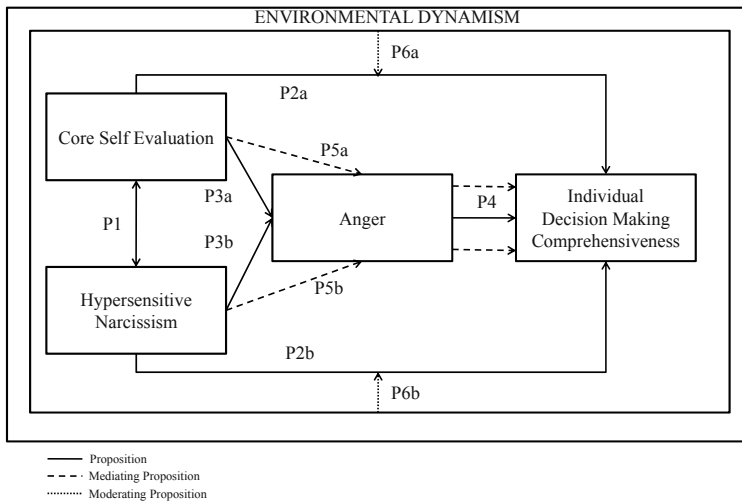 ENVIRONMENTAL DYNAMISM
P6a
P2a
Core Self Evaluation
P5a
P3a
P1
P3b
Anger
P4
Individual
Decision Making
Comprehensiveness
Hypersensitive
Narcissism
P5b
P2b
P6b
Proposition
Mediating Proposition
Moderating Proposition